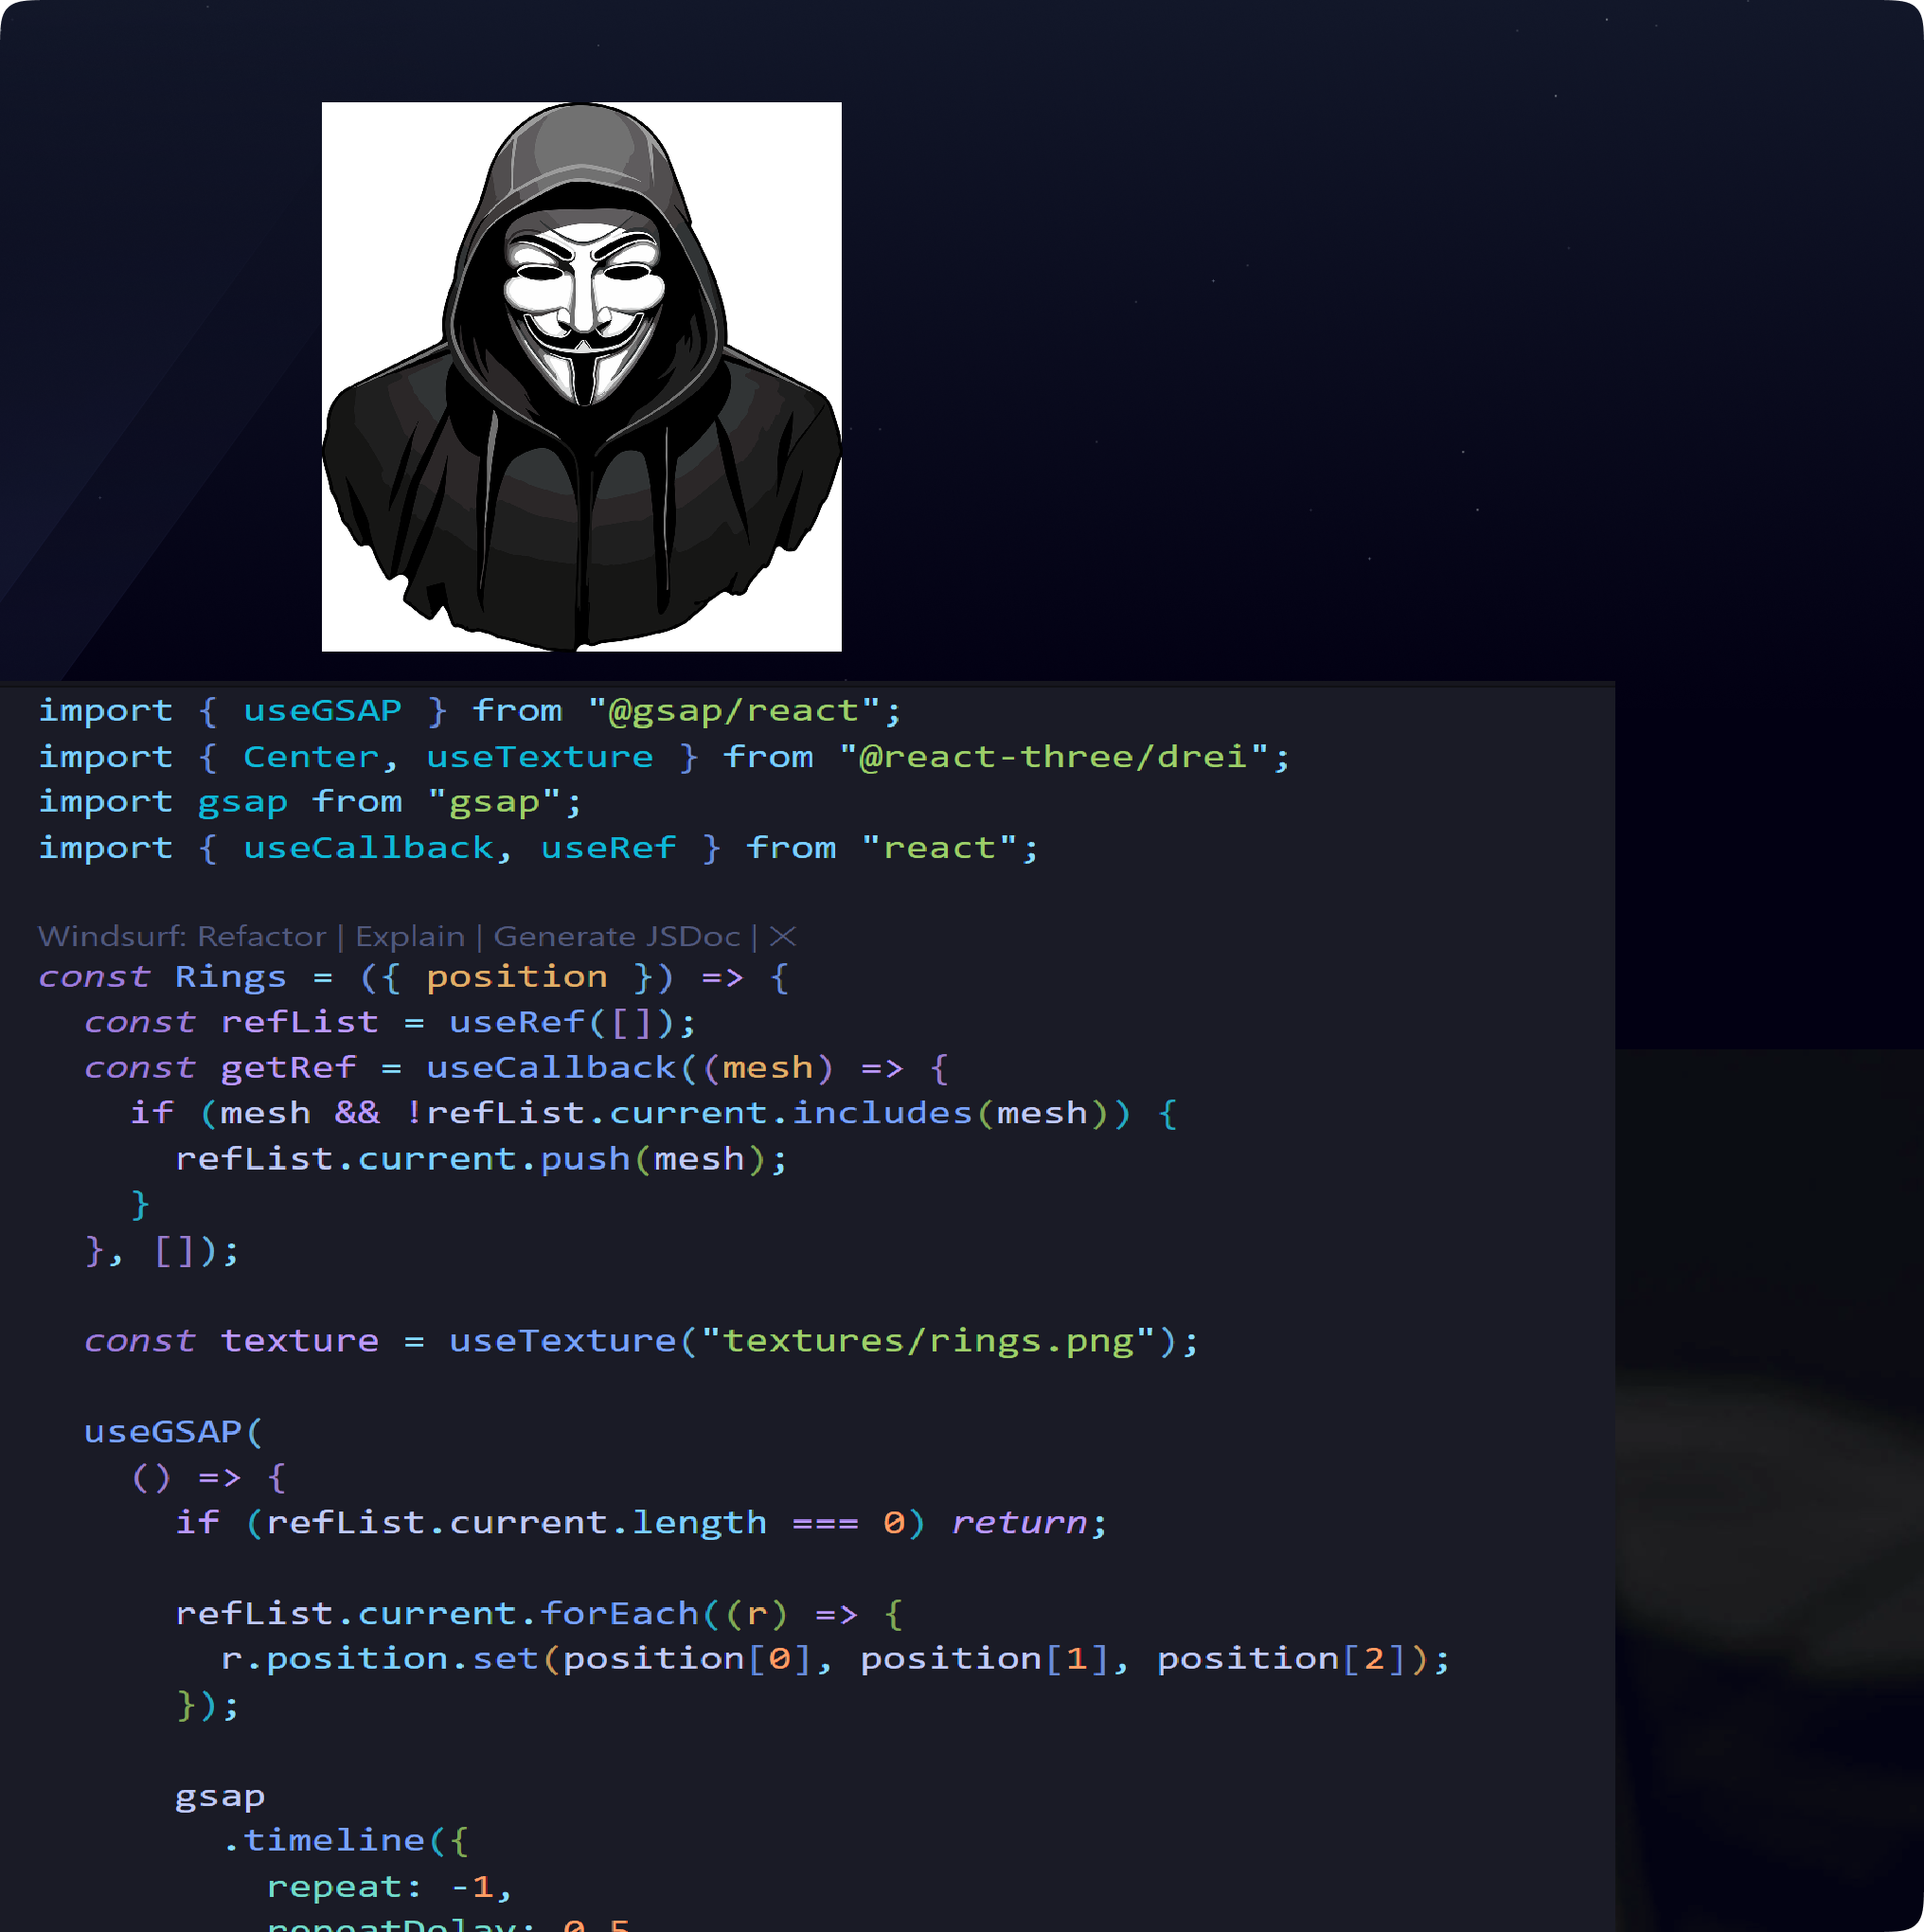 import { useGSAP } from "@gsap/react";
import { Center, useTexture } from "@react-three/drei";
import gsap from "gsap";
import { useCallback, useRef } from "react";
Windsurf: Refactor | Explain | Generate JSDoc | ✕
const Rings = ({ position }) => {
const refList = useRef([]);
const getRef = useCallback((mesh) => {
if (mesh && !refList.current.includes(mesh)) {
refList.current.push(mesh);
}
}, []);
const texture = useTexture("textures/rings.png");
useGSAP(
() => {
if (refList.current.length === 0) return;
refList.current.forEach((r) => {
r.position.set(position[0], position[1], position[2]);
});
gsap
.timeline({
repeat: -1,
repeatDelay: 0.5